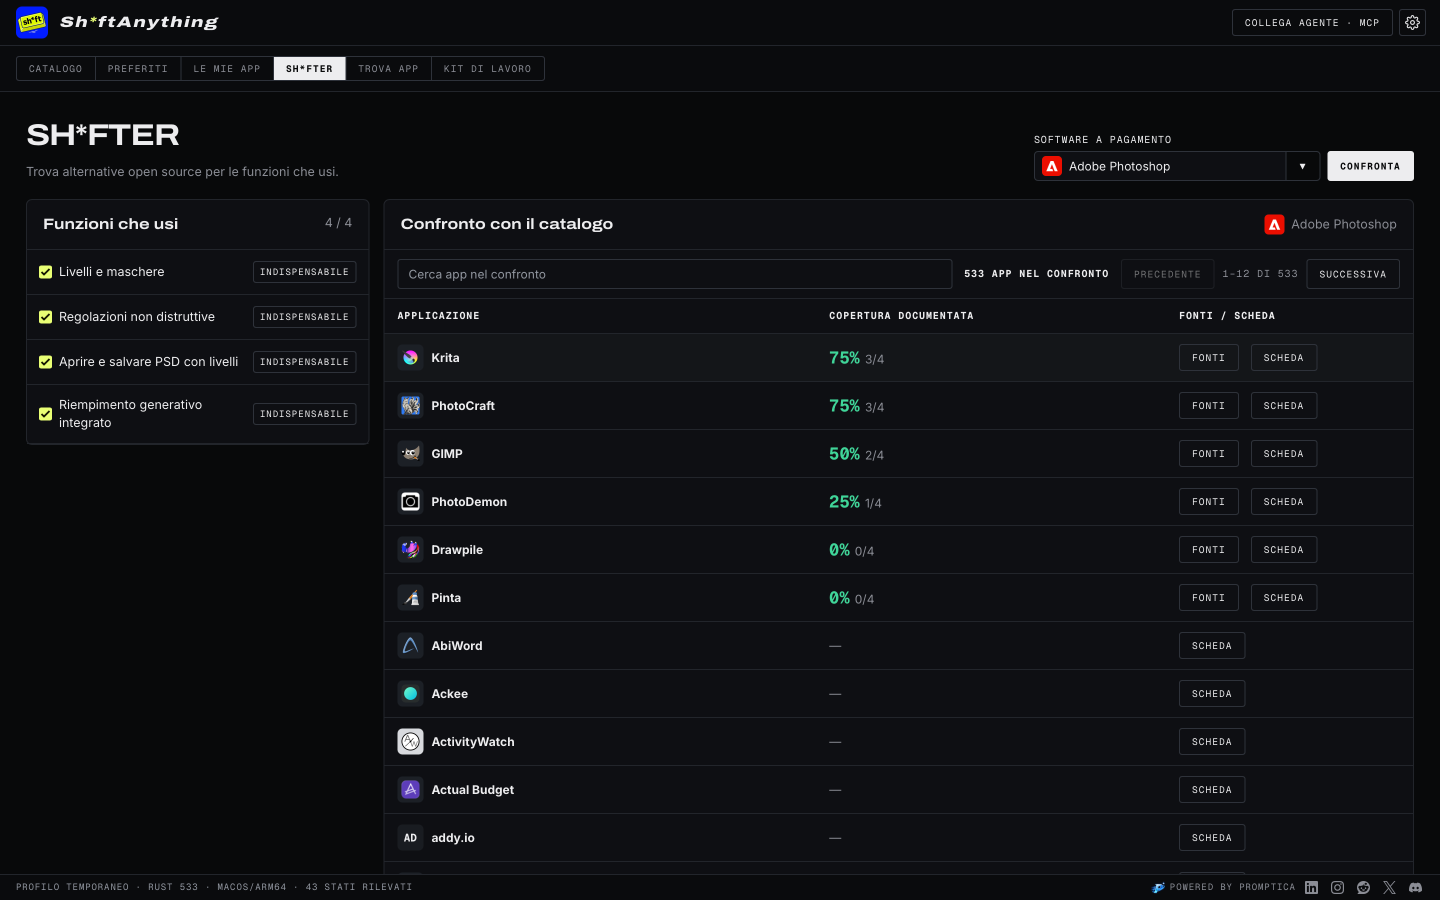 sh*ft Sh*ftAnything
COLLEGA AGENTE · MCP
CATALOGO PREFERITI LE MIE APP SH*FTER TROVA APP KIT DI LAVORO
SH*FTER
Trova alternative open source per le funzioni che usi.
SOFTWARE A PAGAMENTO
Adobe Photoshop ▼ CONFRONTA
Funzioni che usi 4 / 4
Livelli e maschere INDISPENSABILE
Regolazioni non distruttive INDISPENSABILE
Aprire e salvare PSD con livelli INDISPENSABILE
Riempimento generativo
integrato INDISPENSABILE
Confronto con il catalogo Adobe Photoshop
Cerca app nel confronto 533 APP NEL CONFRONTO PRECEDENTE 1–12 DI 533 SUCCESSIVA
APPLICAZIONE COPERTURA DOCUMENTATA FONTI / SCHEDA
Krita 75% 3/4 FONTI SCHEDA
PhotoCraft 75% 3/4 FONTI SCHEDA
GIMP 50% 2/4 FONTI SCHEDA
PhotoDemon 25% 1/4 FONTI SCHEDA
Drawpile 0% 0/4 FONTI SCHEDA
Pinta 0% 0/4 FONTI SCHEDA
AbiWord — SCHEDA
Ackee — SCHEDA
ActivityWatch — SCHEDA
Actual Budget — SCHEDA
AD addy.io — SCHEDA
PROFILO TEMPORANEO · RUST 533 · MACOS/ARM64 · 43 STATI RILEVATI
POWERED BY PROMPTICA